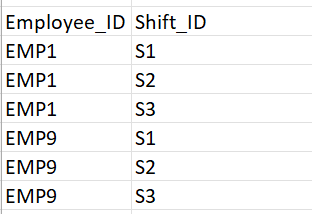 Employee_ID Shift_ID
EMP1 S1
EMP1 S2
EMP1 S3
EMP9 S1
EMP9 S2
EMP9 S3